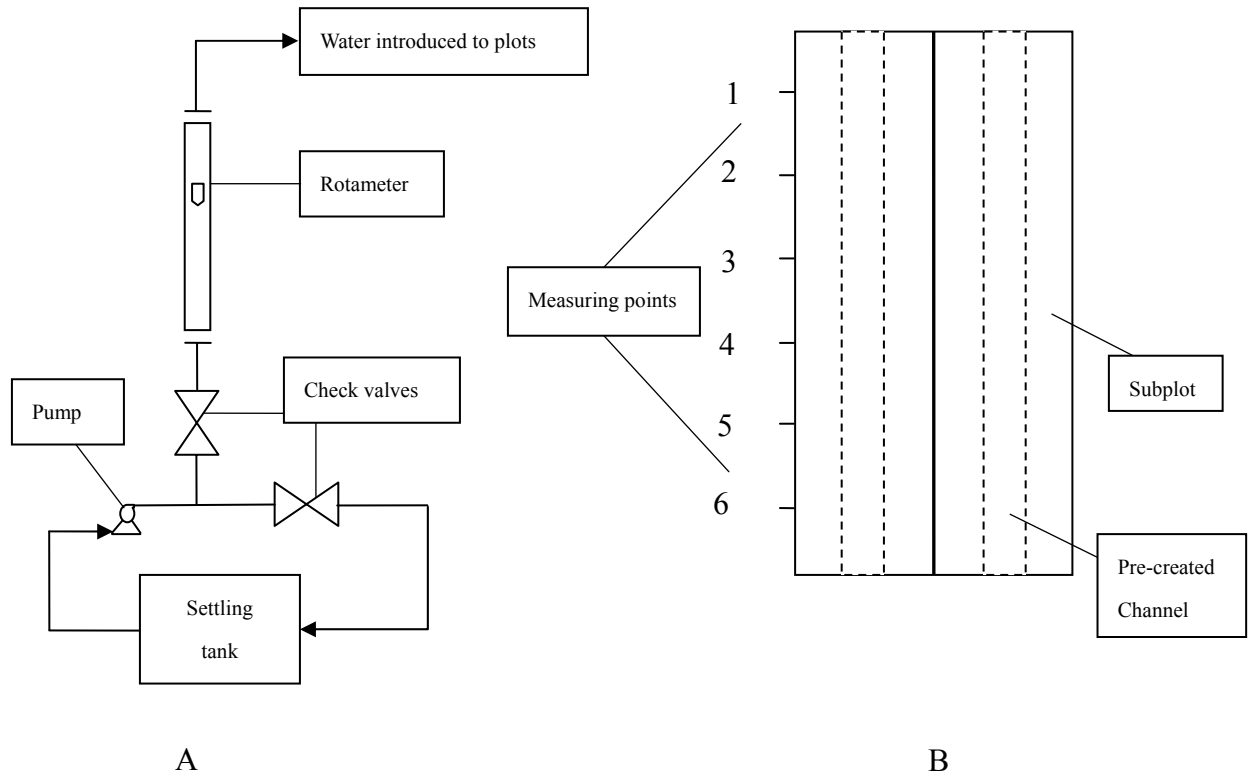 Water introduced to plots
Rotameter
Check valves
Pump
Settling
tank
A
1
2
3
4
5
6
Measuring points
Subplot
Pre-created
Channel
B